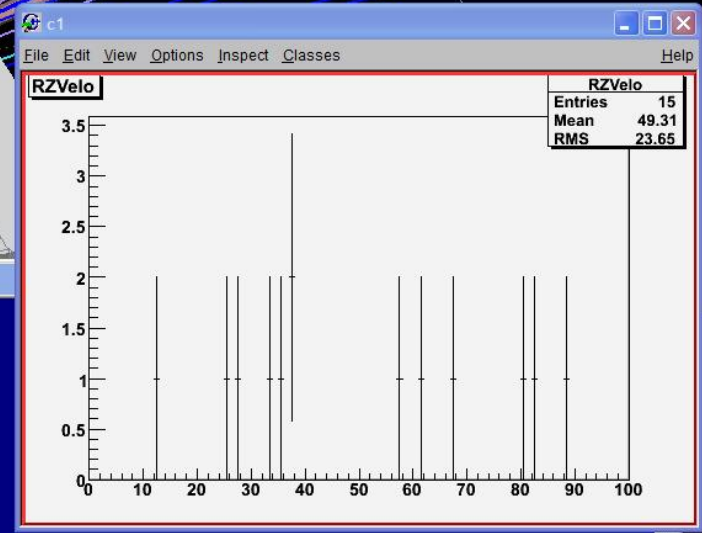 c1
File Edit View Options Inspect Classes Help
RZVelo
RZVelo
Entries 15
Mean 49.31
RMS 23.65
3.5
3
2.5
2
1.5
1
0.5
0
0 10 20 30 40 50 60 70 80 90 100